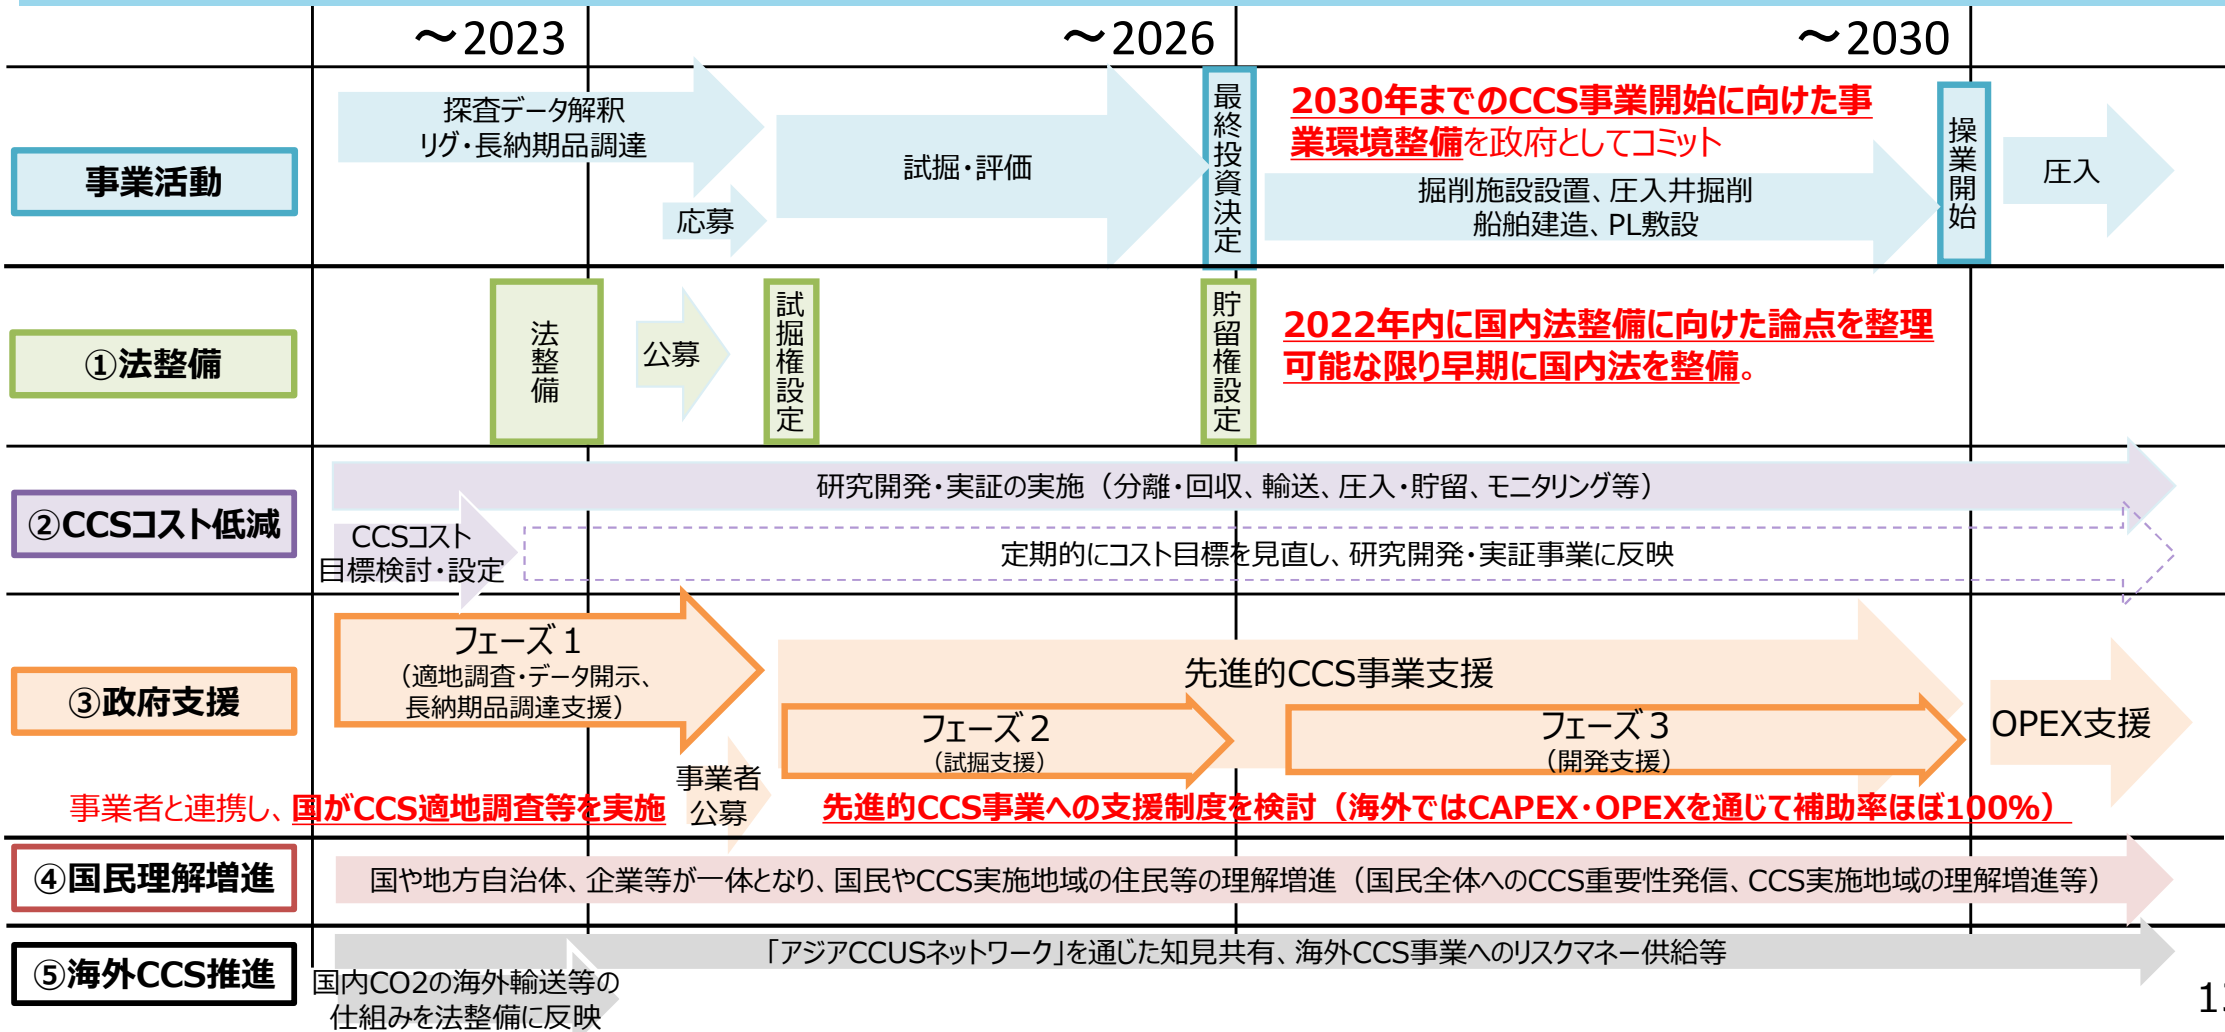 ～2023
～2026
～2030
事業活動
探査データ解釈
リグ・長納期品調達
応募
試掘・評価
最終投資決定
2030年までのCCS事業開始に向けた事
業環境整備を政府としてコミット
掘削施設設置、圧入井掘削
船舶建造、PL敷設
操業開始
圧入
①法整備
法整備
公募
試掘権設定
貯留権設定
2022年内に国内法整備に向けた論点を整理
可能な限り早期に国内法を整備。
②CCSコスト低減
研究開発・実証の実施（分離・回収、輸送、圧入・貯留、モニタリング等）
CCSコスト
目標検討・設定
定期的にコスト目標を見直し、研究開発・実証事業に反映
③政府支援
フェーズ１
（適地調査・データ開示、
長納期品調達支援）
事業者
公募
先進的CCS事業支援
フェーズ２
（試掘支援）
フェーズ３
（開発支援）
OPEX支援
事業者と連携し、国がCCS適地調査等を実施
先進的CCS事業への支援制度を検討（海外ではCAPEX・OPEXを通じて補助率ほぼ100%）
④国民理解増進
国や地方自治体、企業等が一体となり、国民やCCS実施地域の住民等の理解増進（国民全体へのCCS重要性発信、CCS実施地域の理解増進等）
⑤海外CCS推進
「アジアCCUSネットワーク」を通じた知見共有、海外CCS事業へのリスクマネー供給等
国内CO2の海外輸送等の
仕組みを法整備に反映